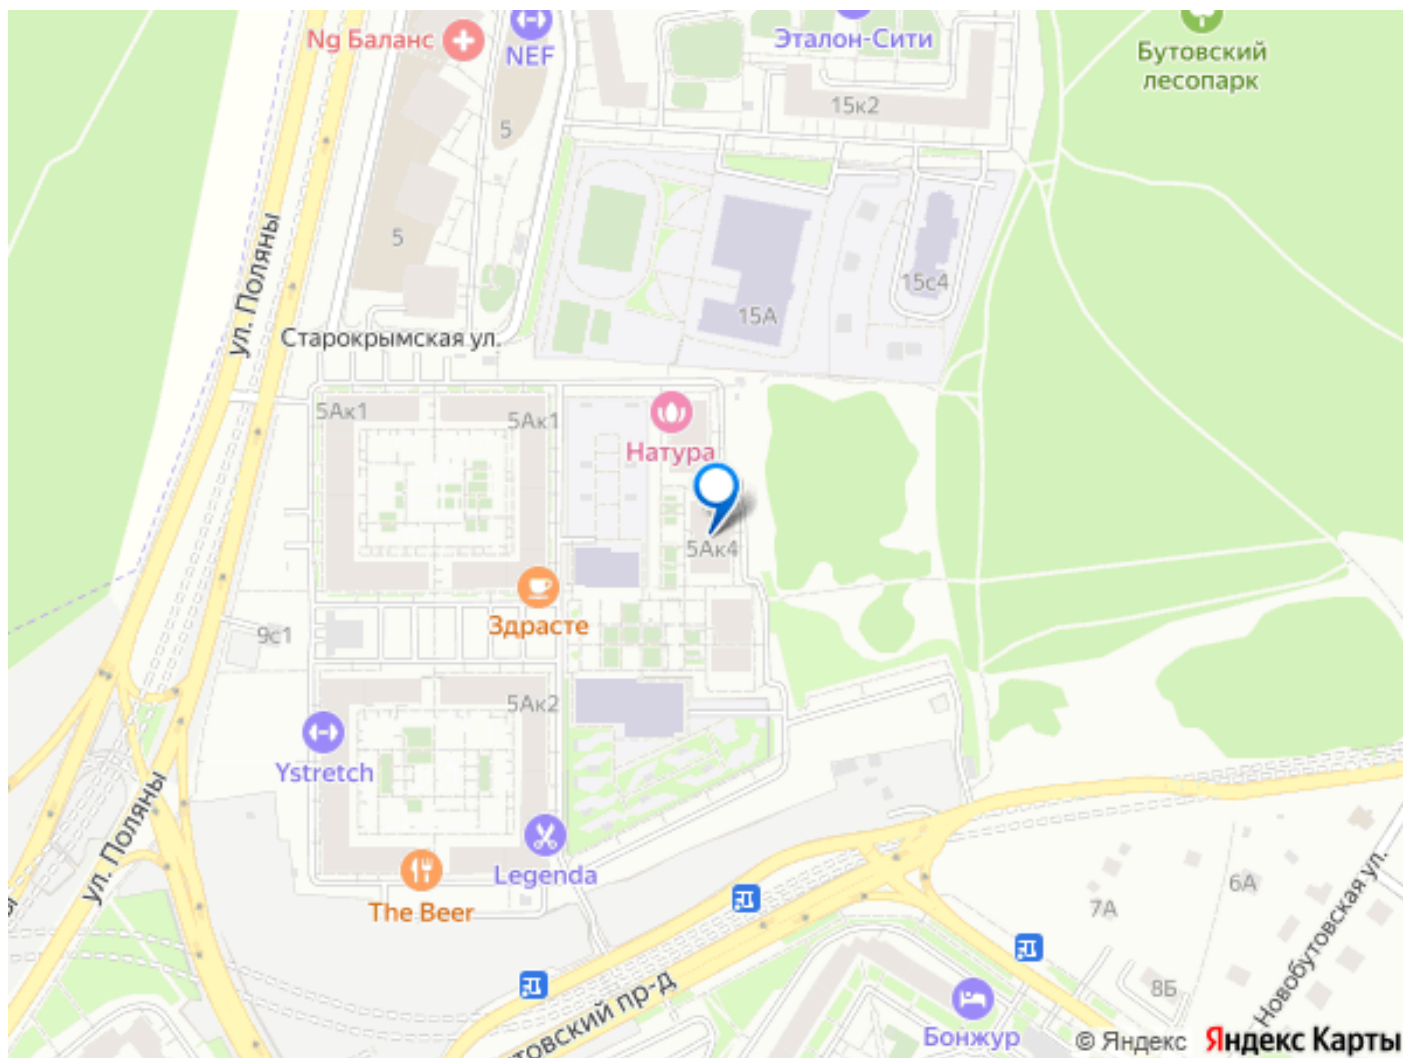 Ng Баланс
NEF
Эталон-Сити
Бутовский
лесопарк
15к2
5
5
ул. Поляны
15с4
15А
Старокрымская ул.
5Ак1
5Ак1
Натура
5Ак4
Здрасте
9с1
5Ак2
Ystretch
ул. Поляны
Legenda
The Beer
6А
7А
8Б
Новобутовская ул.
товский пр-д
Бонжур
© Яндекс
Яндекс Карты